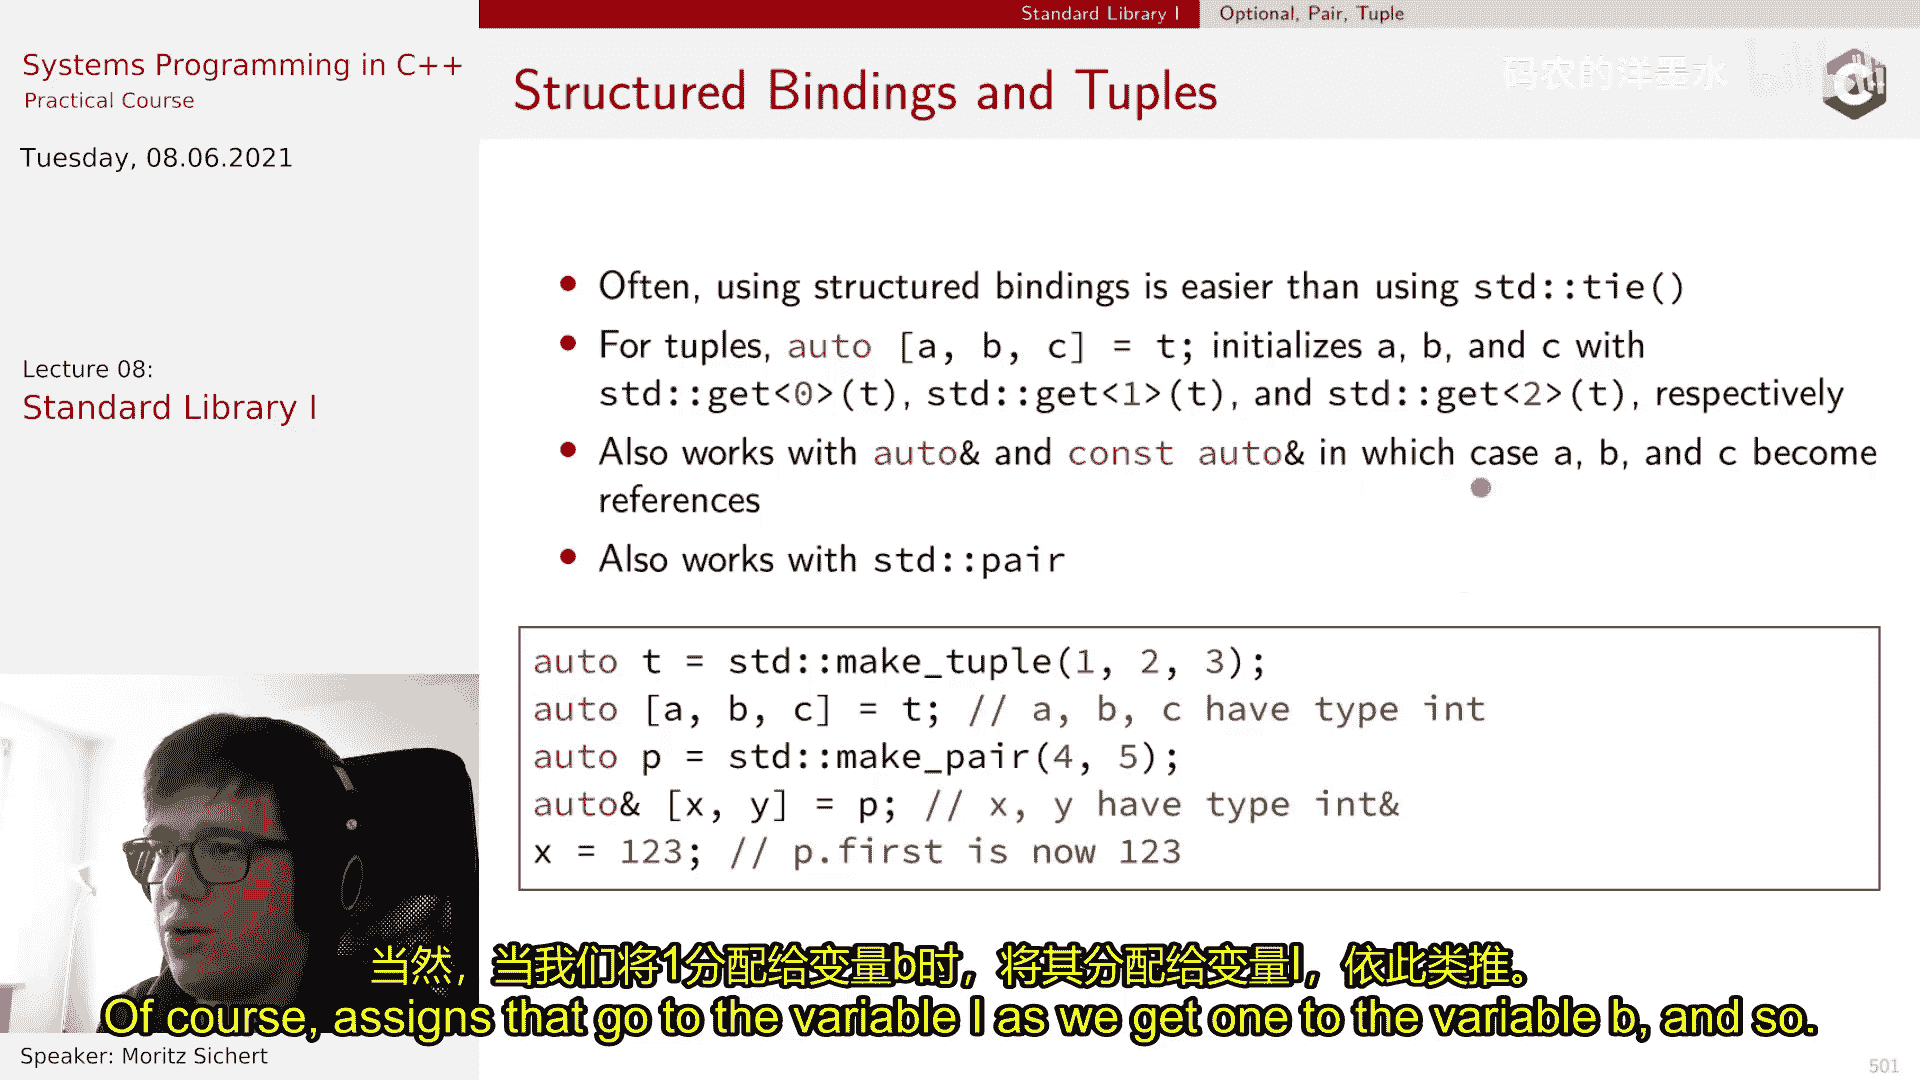 Standard Library I
Optional, Pair, Tuple
Systems Programming in C++
Practical Course
Tuesday, 08.06.2021
Lecture 08:
Standard Library I
Structured Bindings and Tuples
码农的洋墨水
Often, using structured bindings is easier than using std::tie()
For tuples, auto [a, b, c] = t; initializes a, b, and c with
std::get<0>(t), std::get<1>(t), and std::get<2>(t), respectively
Also works with auto& and const auto& in which case a, b, and c become
references
Also works with std::pair
auto t = std::make_tuple(1, 2, 3);
auto [a, b, c] = t; // a, b, c have type int
auto p = std::make_pair(4, 5);
auto& [x, y] = p; // x, y have type int&
x = 123; // p.first is now 123
当然，当我们将1分配给变量b时，将其分配给变量I，依此类推。
Of course, assigns that go to the variable I as we get one to the variable b, and so.
Speaker: Moritz Sichert
501